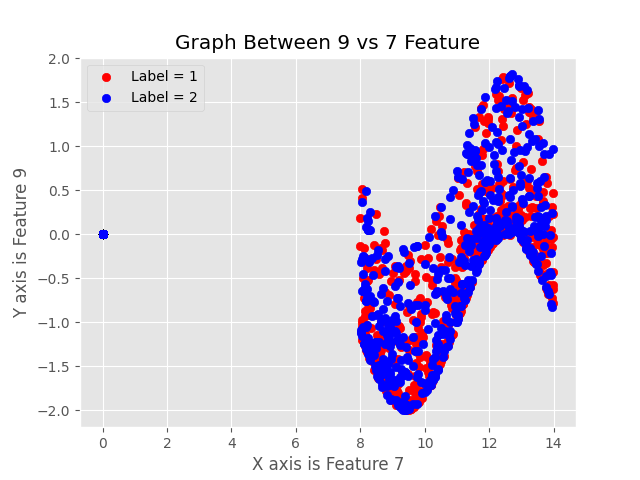 Graph Between 9 vs 7 Feature
Label = 1
Label = 2
Y axis is Feature 9
2.0
1.5
1.0
0.5
0.0
−0.5
−1.0
−1.5
−2.0
0 2 4 6 8 10 12 14
X axis is Feature 7